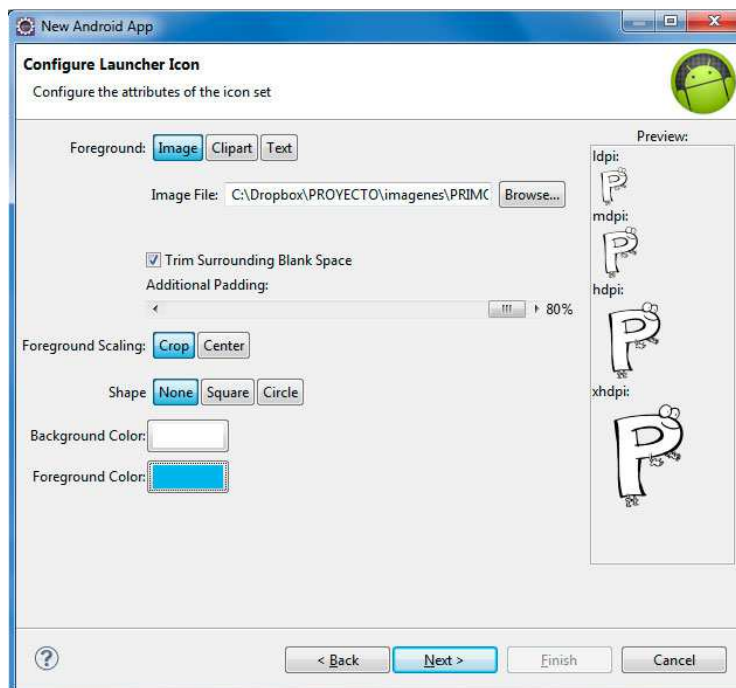 New Android App
Configure Launcher Icon
Configure the attributes of the icon set
Foreground: Image Clipart Text
Preview:
ldpi:
P
Image File: C:\Dropbox\PROYECTO\imagenes\PRIMC Browse...
mdpi:
P
Trim Surrounding Blank Space
Additional Padding:
80%
hdpi:
P
Foreground Scaling: Crop Center
Shape None Square Circle
xhdpi:
P
Background Color:
Foreground Color:
? < Back Next > Finish Cancel